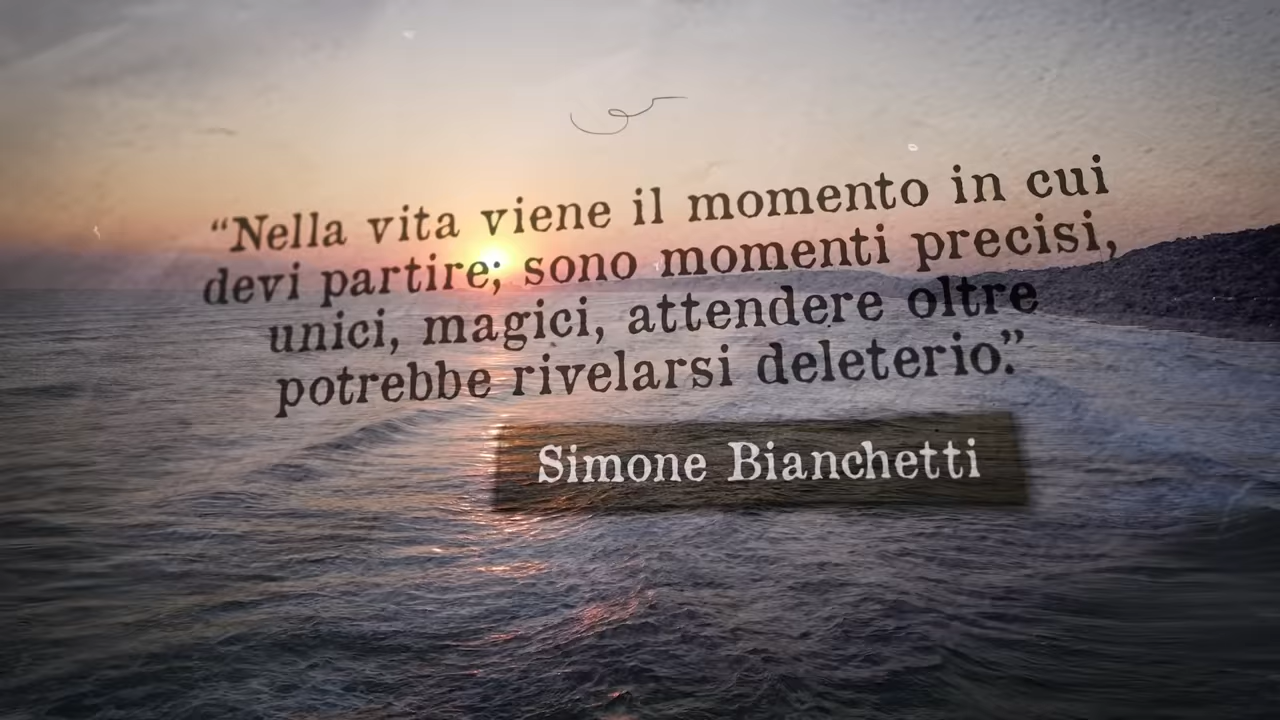 “Nella vita viene il momento in cui
devi partire; sono momenti precisi,
unici, magici, attendere oltre
potrebbe rivelarsi deleterio.”
Simone Bianchetti